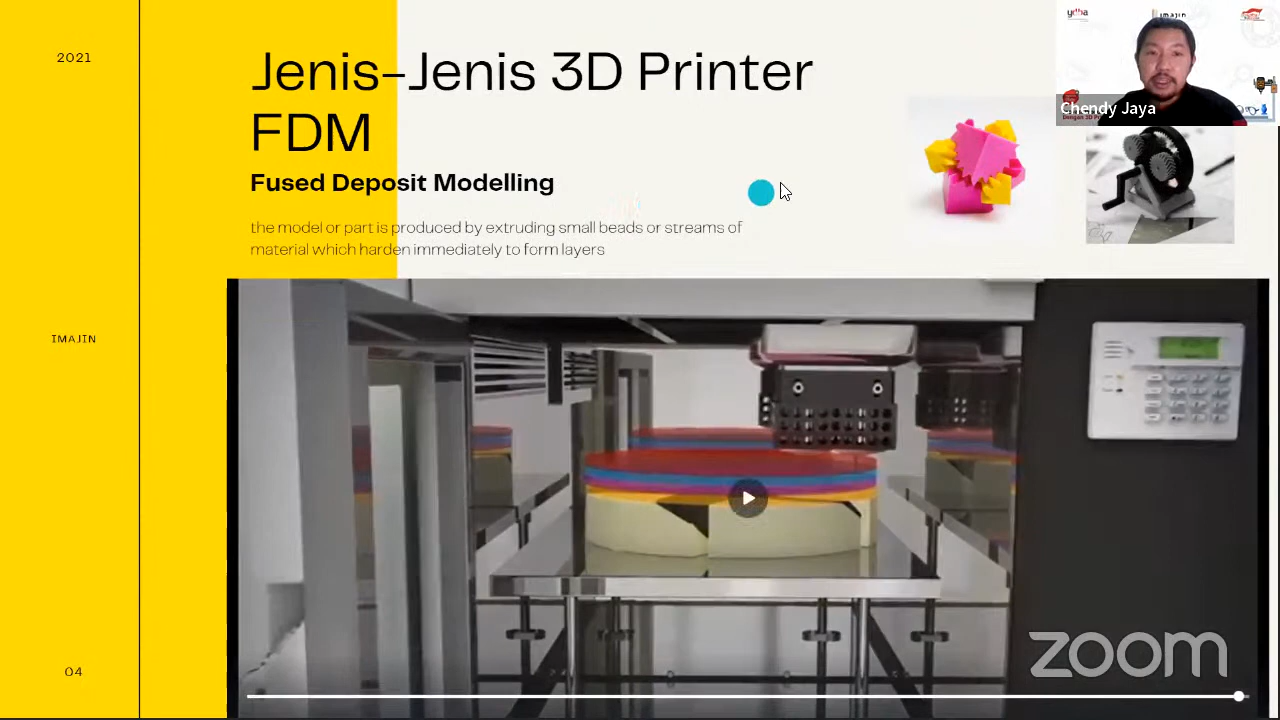 2021
Jenis-Jenis 3D Printer
FDM
Fused Deposit Modelling
the model or part is produced by extruding small beads or streams of
material which harden immediately to form layers
IMAJIN
04
Chendy Jaya
zoom